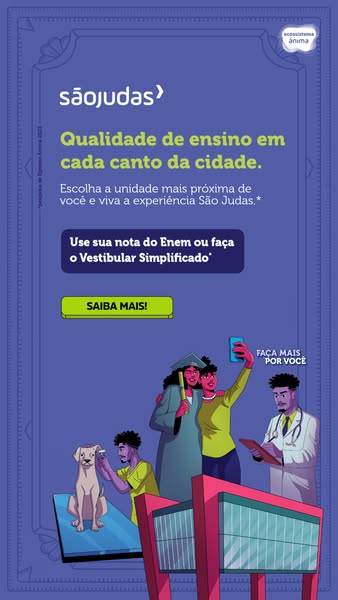 ecossistema
ânima
sãojudas
Qualidade de ensino em
cada canto da cidade.
Escolha a unidade mais próxima de
você e viva a experiência São Judas.*
Use sua nota do Enem ou faça
o Vestibular Simplificado*
SAIBA MAIS!
FAÇA MAIS
POR VOCÊ